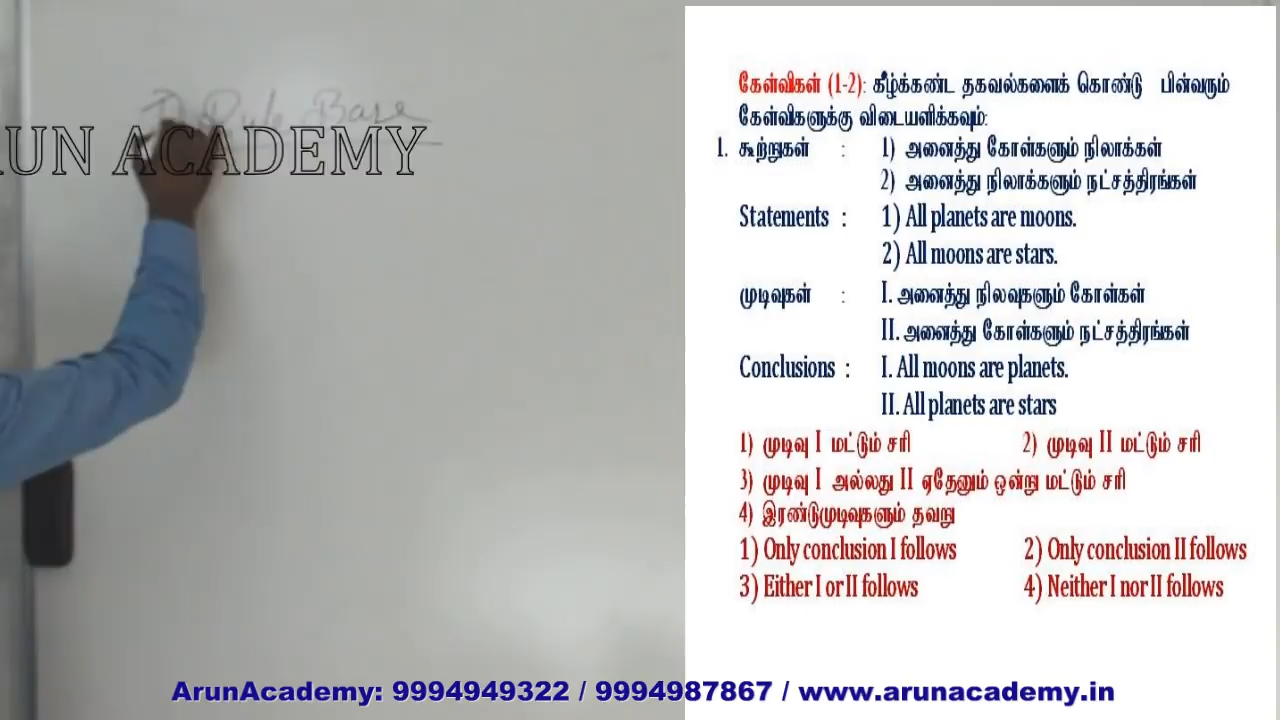 Rule Base
RUN ACADEMY
கேள்விகள் (1-2): கீழ்க்கண்ட தகவல்களைக் கொண்டு பின்வரும்
கேள்விகளுக்கு விடையளிக்கவும்:
1. கூற்றுகள் : 1) அனைத்து கோள்களும் நிலாக்கள்
2) அனைத்து நிலாக்களும் நட்சத்திரங்கள்
Statements : 1) All planets are moons.
2) All moons are stars.
முடிவுகள் : I. அனைத்து நிலவுகளும் கோள்கள்
II. அனைத்து கோள்களும் நட்சத்திரங்கள்
Conclusions : I. All moons are planets.
II. All planets are stars
1) முடிவு I மட்டும் சரி 2) முடிவு II மட்டும் சரி
3) முடிவு I அல்லது II ஏதேனும் ஒன்று மட்டும் சரி
4) இரண்டுமுடிவுகளும் தவறு
1) Only conclusion I follows 2) Only conclusion II follows
3) Either I or II follows 4) Neither I nor II follows
ArunAcademy: 9994949322 / 9994987867 / www.arunacademy.in